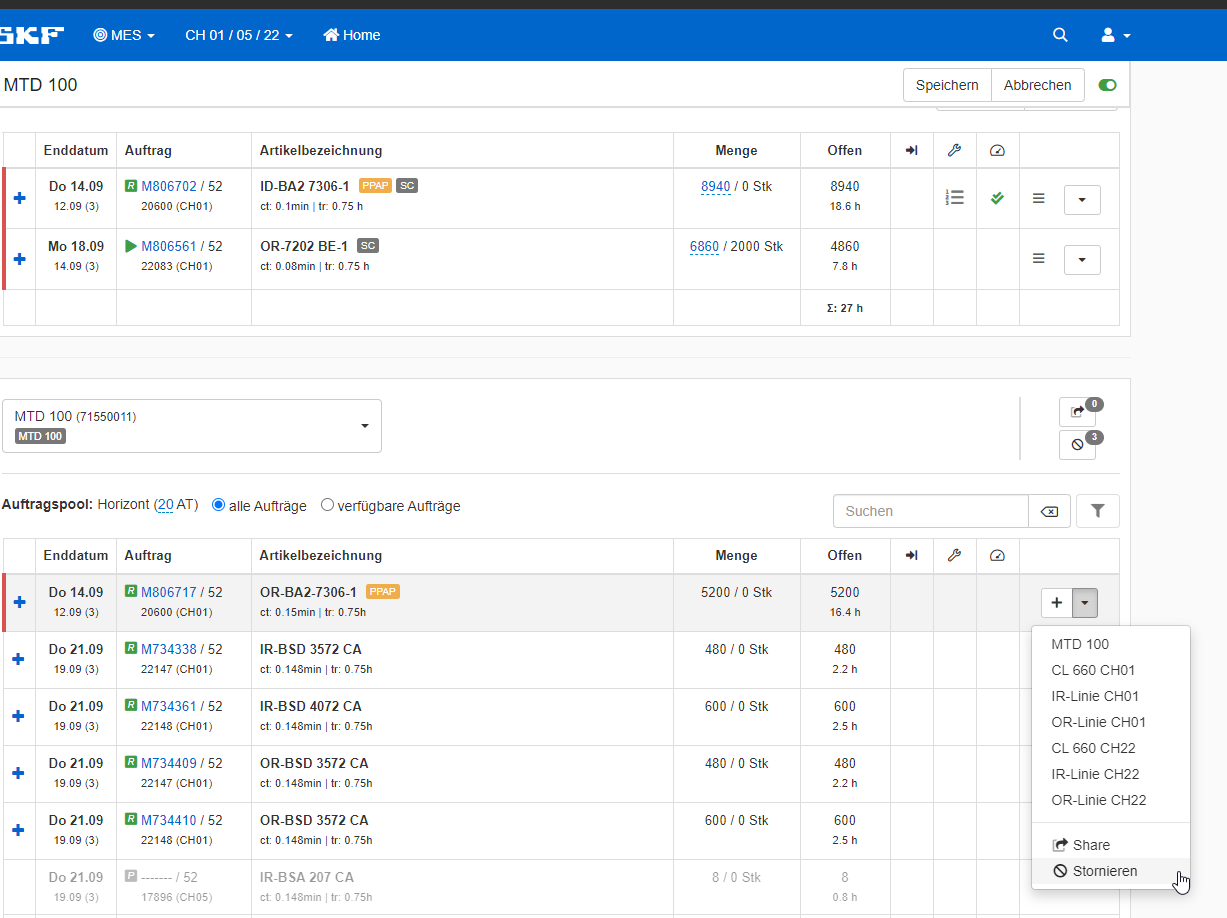 SKF MES CH 01 / 05 / 22 Home
MTD 100 Speichern Abbrechen
Enddatum Auftrag Artikelbezeichnung Menge Offen
Do 14.09 R M806702 / 52 ID-BA2 7306-1 PPAP SC 8940 / 0 Stk 8940
12.09 (3) 20600 (CH01) ct: 0.1min | tr: 0.75 h 18.6 h
Mo 18.09 M806561 / 52 OR-7202 BE-1 SC 6860 / 2000 Stk 4860
14.09 (3) 22083 (CH01) ct: 0.08min | tr: 0.75 h 7.8 h
Σ: 27 h
MTD 100 (71550011) 0
MTD 100 3
Auftragspool: Horizont (20 AT) alle Aufträge verfügbare Aufträge Suchen
Enddatum Auftrag Artikelbezeichnung Menge Offen
Do 14.09 R M806717 / 52 OR-BA2-7306-1 PPAP 5200 / 0 Stk 5200
12.09 (3) 20600 (CH01) ct: 0.15min | tr: 0.75h 16.4 h
Do 21.09 R M734338 / 52 IR-BSD 3572 CA 480 / 0 Stk 480
19.09 (3) 22147 (CH01) ct: 0.148min | tr: 0.75h 2.2 h
Do 21.09 R M734361 / 52 IR-BSD 4072 CA 600 / 0 Stk 600
19.09 (3) 22148 (CH01) ct: 0.148min | tr: 0.75h 2.5 h
Do 21.09 R M734409 / 52 OR-BSD 3572 CA 480 / 0 Stk 480
19.09 (3) 22147 (CH01) ct: 0.148min | tr: 0.75h 2.2 h
Do 21.09 R M734410 / 52 OR-BSD 3572 CA 600 / 0 Stk 600
19.09 (3) 22148 (CH01) ct: 0.148min | tr: 0.75h 2.5 h
Do 21.09 P ------- / 52 IR-BSA 207 CA 8 / 0 Stk 8
19.09 (3) 17896 (CH05) ct: 0.148min | tr: 0.75h 0.8 h
MTD 100
CL 660 CH01
IR-Linie CH01
OR-Linie CH01
CL 660 CH22
IR-Linie CH22
OR-Linie CH22
Share
Stornieren